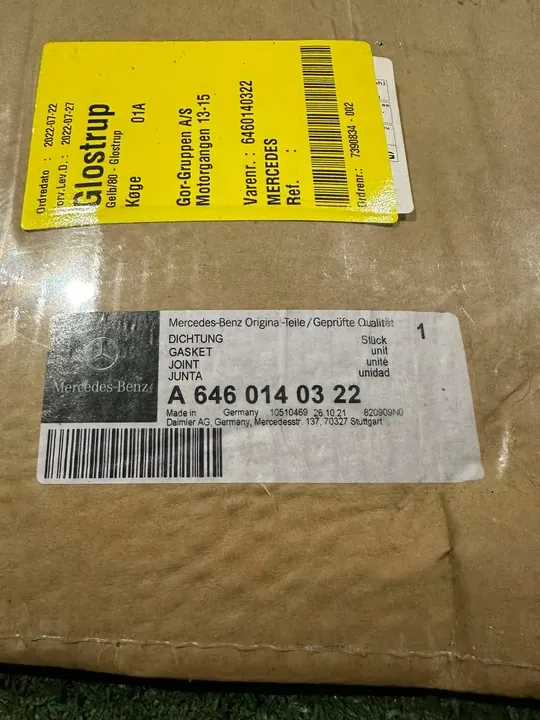 Ordredato : 2022-07-22
orv.Lev.D. : 2022-07-27
Glostrup
Gelb/80 - Glostrup
Køge 01A
Gor-Gruppen A/S
Motorgangen 13-15
Varenr. : 6460140322
MERCEDES
Ref. :
Ordrenr.: 7390834 - 002
Mercedes-Benz
Mercedes-Benz Original-Teile/Geprüfte Qualität
1
DICHTUNG Stück
GASKET unit
JOINT unité
JUNTA unidad
A 646 014 03 22
Made in Germany 10510469 26.10.21 820909N0
Daimler AG, Germany, Mercedesstr. 137, 70327 Stuttgart